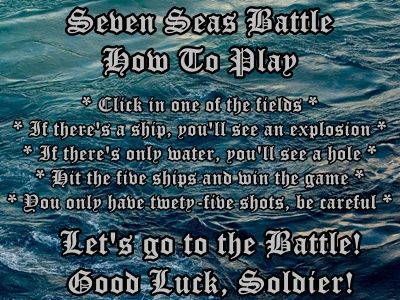 Seven Seas Battle
How To Play
* Click in one of the fields *
* If there's a ship, you'll see an explosion *
* If there's only water, you'll see a hole *
* Hit the five ships and win the game *
* You only have twety-five shots, be careful *
Let's go to the Battle!
Good Luck, Soldier!